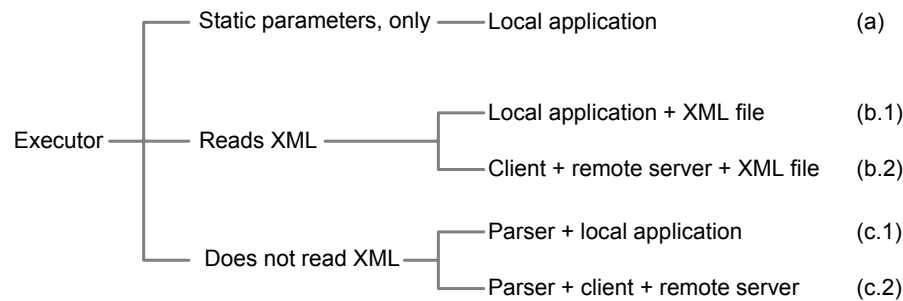 Static parameters, only Local application (a)
Local application + XML file (b.1)
Executor Reads XML
Client + remote server + XML file (b.2)
Parser + local application (c.1)
Does not read XML
Parser + client + remote server (c.2)